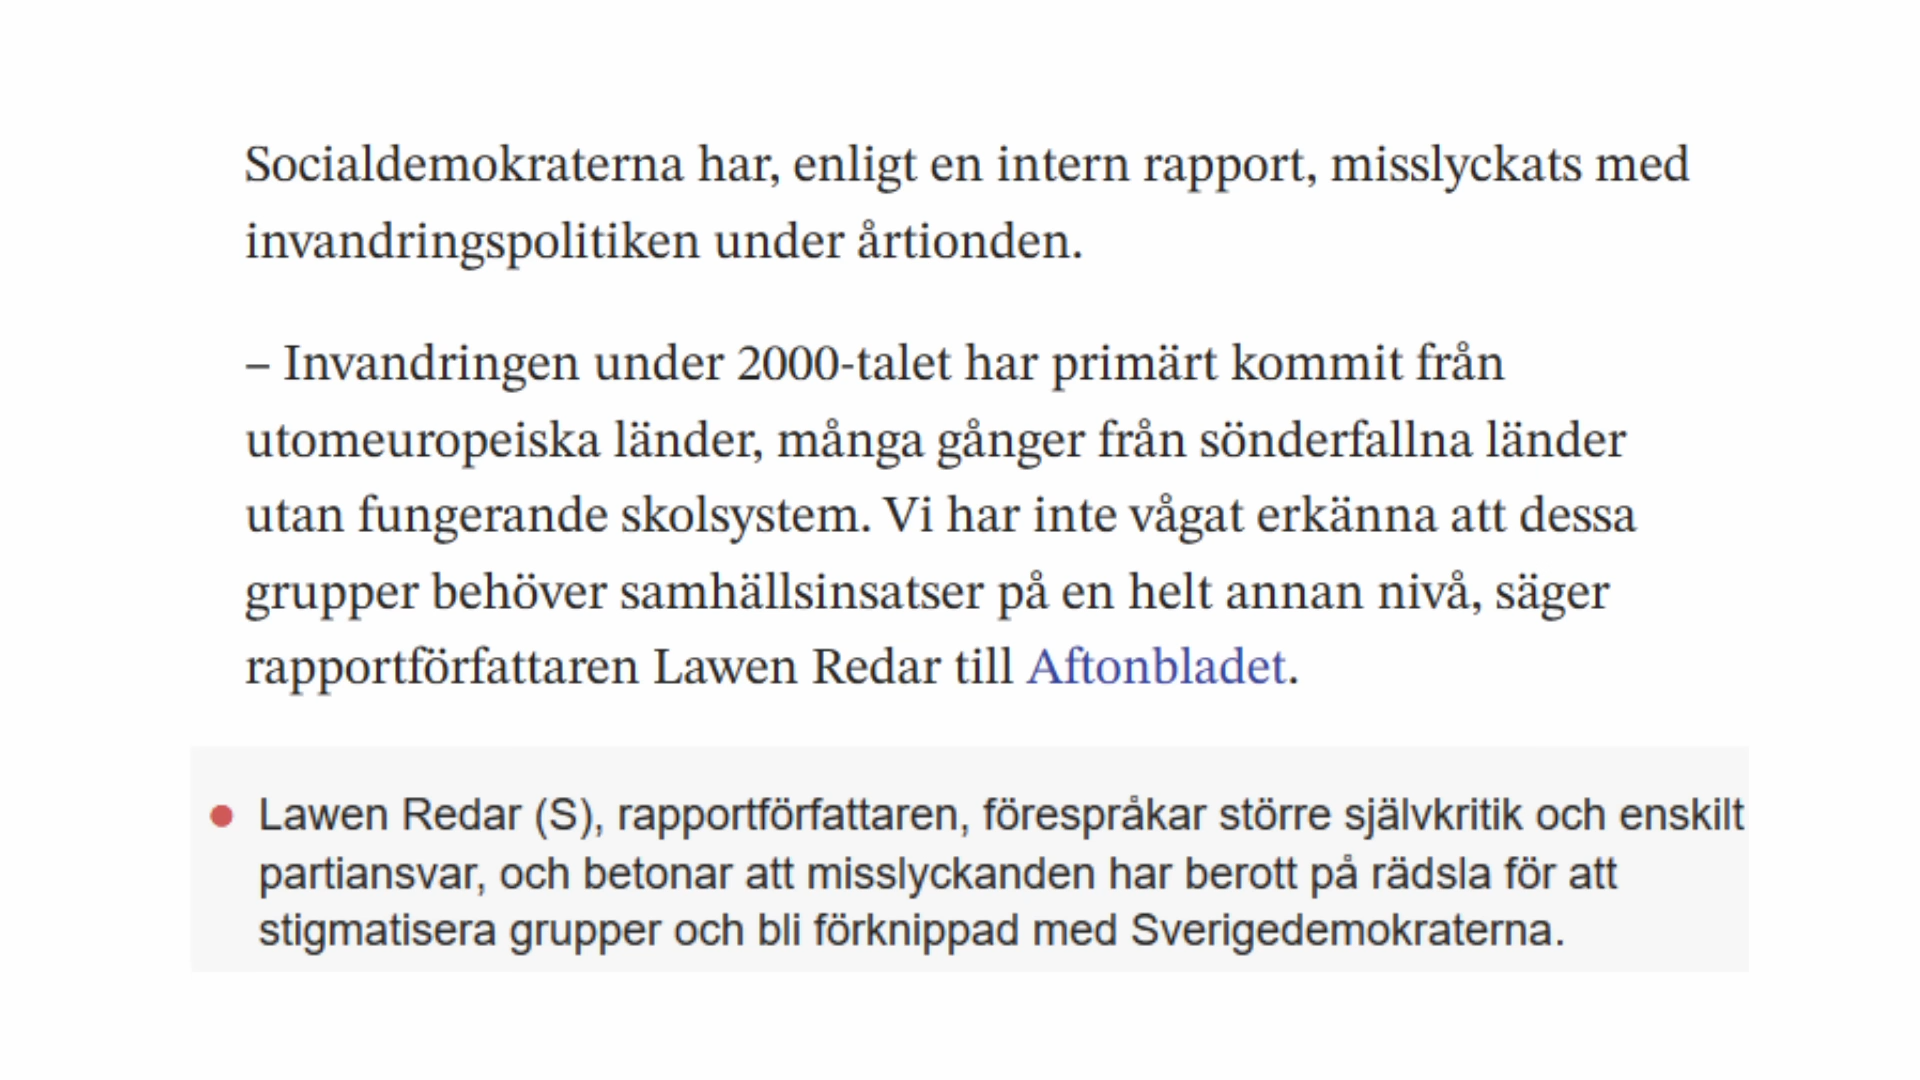 Socialdemokraterna har, enligt en intern rapport, misslyckats med
invandringspolitiken under årtionden.
– Invandringen under 2000-talet har primärt kommit från
utomeuropeiska länder, många gånger från sönderfallna länder
utan fungerande skolsystem. Vi har inte vågat erkänna att dessa
grupper behöver samhällsinsatser på en helt annan nivå, säger
rapportförfattaren Lawen Redar till Aftonbladet.
● Lawen Redar (S), rapportförfattaren, förespråkar större självkritik och enskilt
partiansvar, och betonar att misslyckanden har berott på rädsla för att
stigmatisera grupper och bli förknippad med Sverigedemokraterna.